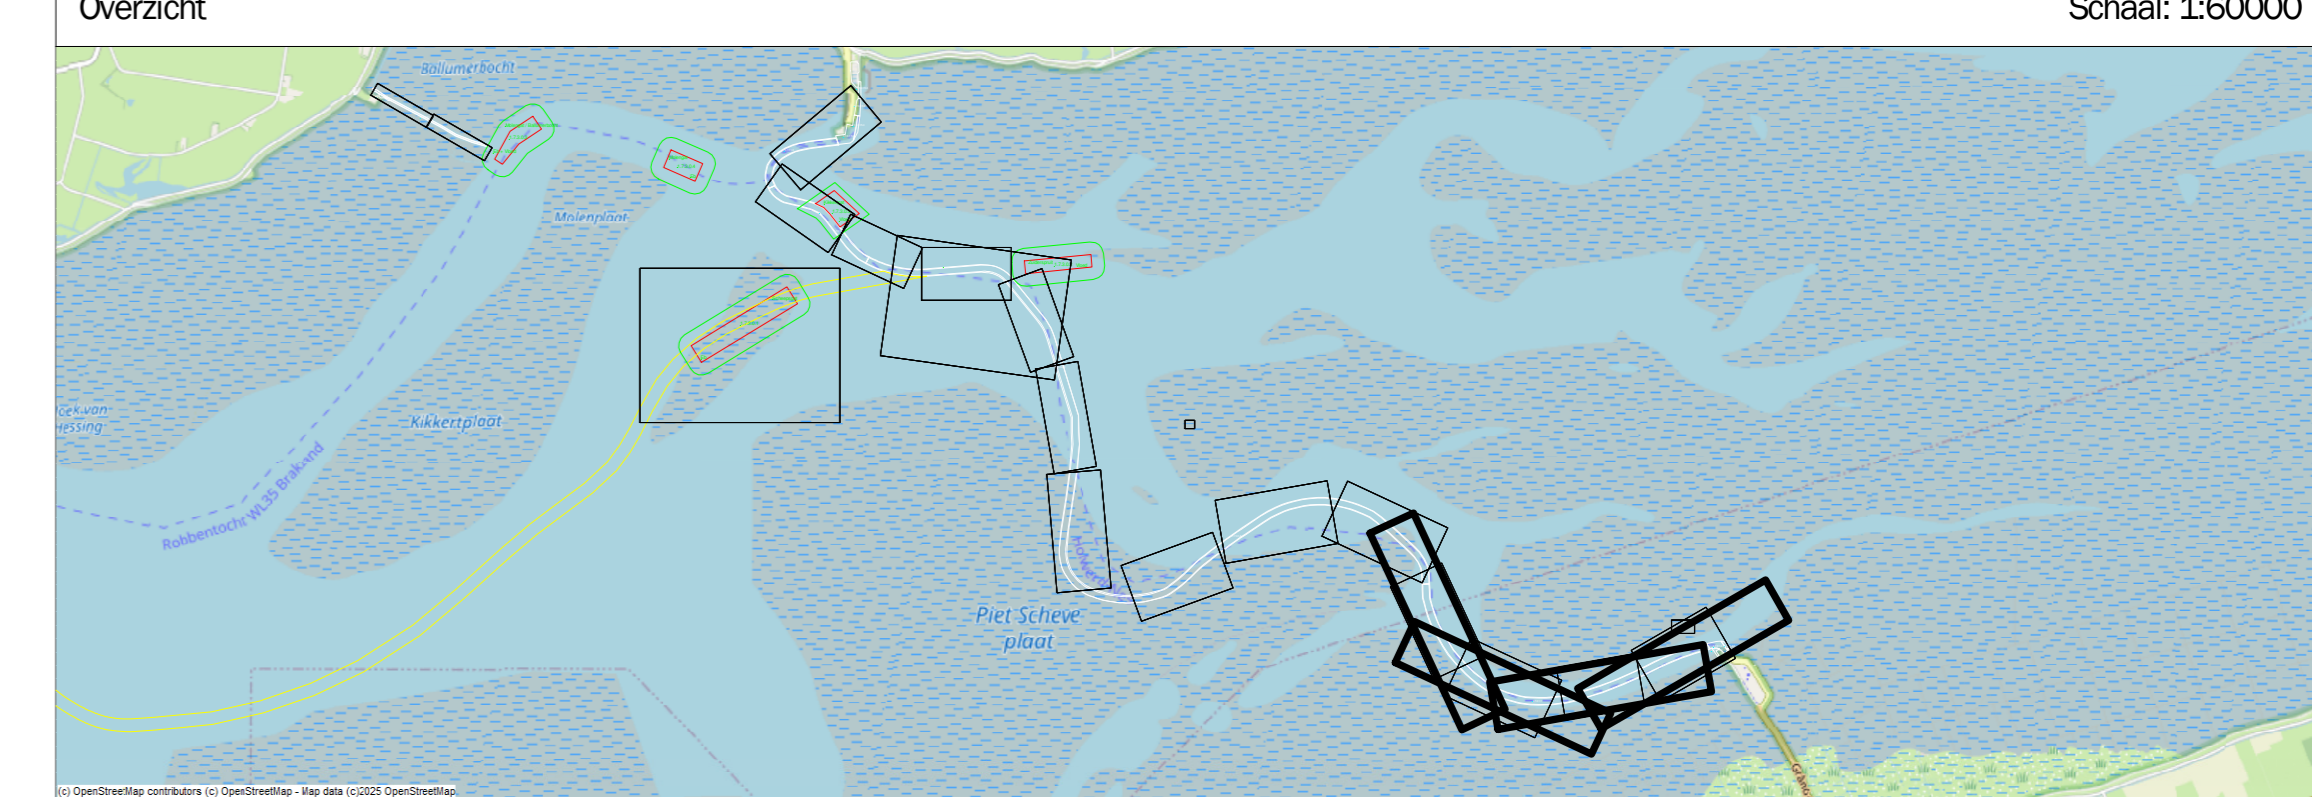 Overzicht
Schaal: 1:60000
Ballumerbocht
Molenplaat
Kikkertplaat
Robbentocht WL35 Brakzand
Piet Scheve
plaat
(c) OpenStreetMap contributors (c) OpenStreetMap - Map data (c)2025 OpenStreetMap